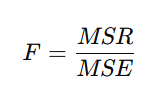 F = MSR / MSE